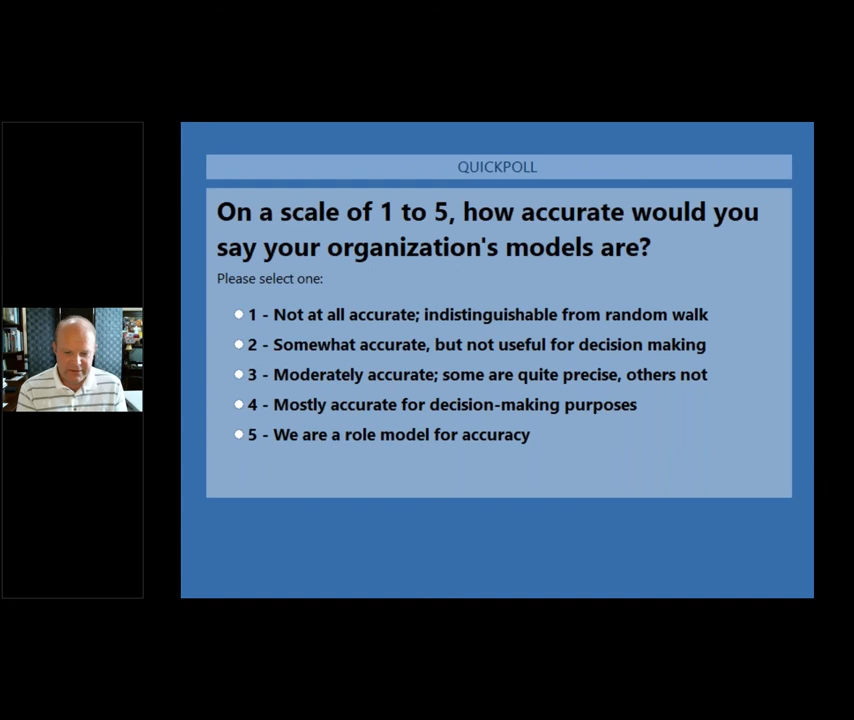 QUICKPOLL
On a scale of 1 to 5, how accurate would you
say your organization's models are?
Please select one:
1 - Not at all accurate; indistinguishable from random walk
2 - Somewhat accurate, but not useful for decision making
3 - Moderately accurate; some are quite precise, others not
4 - Mostly accurate for decision-making purposes
5 - We are a role model for accuracy